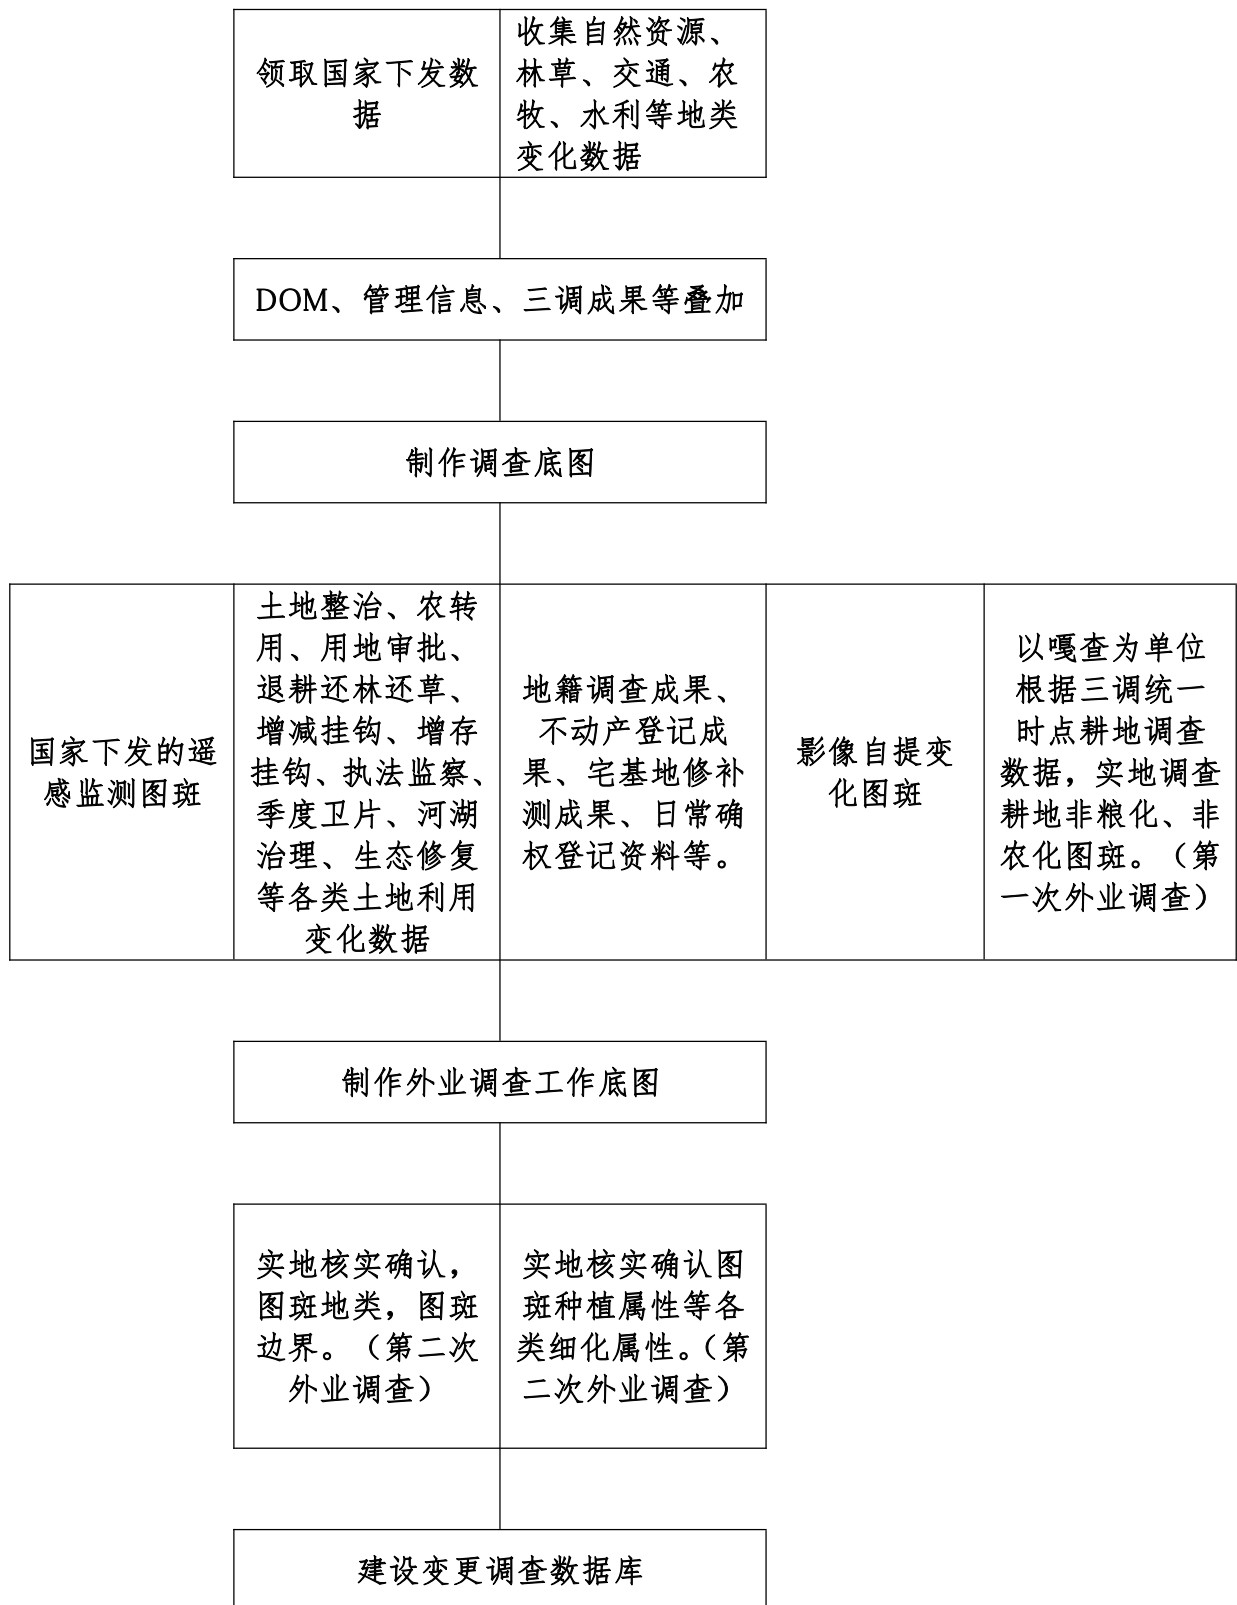 领取国家下发数
据
收集自然资源、
林草、交通、农
牧、水利等地类
变化数据
DOM、管理信息、三调成果等叠加
制作调查底图
国家下发的遥
感监测图斑
土地整治、农转
用、用地审批、
退耕还林还草、
增减挂钩、增存
挂钩、执法监察、
季度卫片、河湖
治理、生态修复
等各类土地利用
变化数据
地籍调查成果、
不动产登记成
果、宅基地修补
测成果、日常确
权登记资料等。
影像自提变
化图斑
以嘎查为单位
根据三调统一
时点耕地调查
数据，实地调查
耕地非粮化、非
农化图斑。（第
一次外业调查）
制作外业调查工作底图
实地核实确认，
图斑地类，图斑
边界。（第二次
外业调查）
实地核实确认图
斑种植属性等各
类细化属性。（第
二次外业调查）
建设变更调查数据库